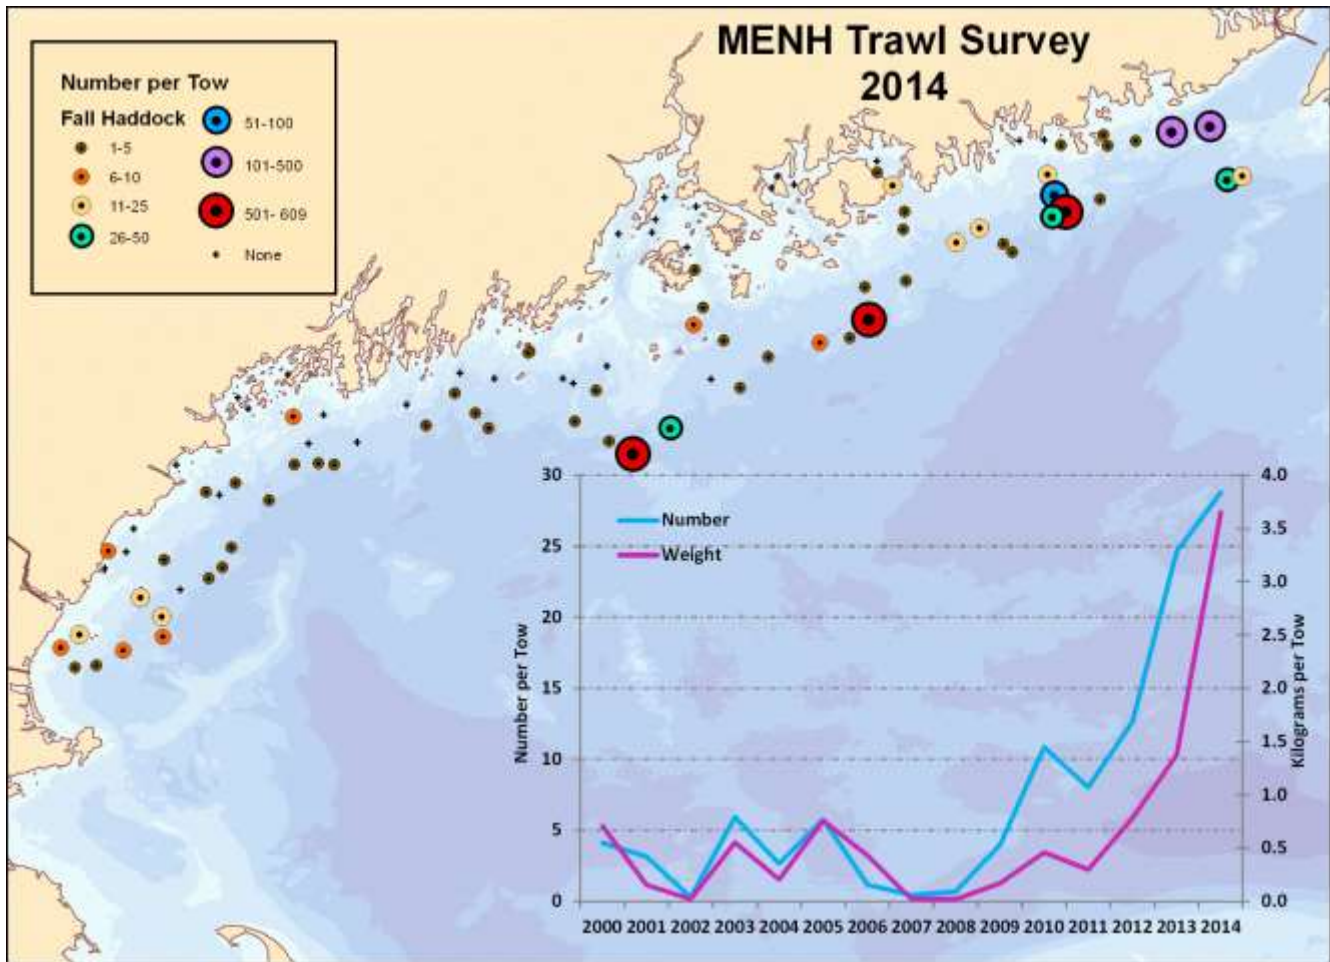 MENH Trawl Survey
2014
Number per Tow
Fall Haddock
1-5
6-10
11-25
26-50
51-100
101-500
501- 609
None
Number
Weight
Number per Tow
30
25
20
15
10
5
0
4.0
3.5
3.0
2.5
2.0
1.5
1.0
0.5
0.0
Kilograms per Tow
2000 2001 2002 2003 2004 2005 2006 2007 2008 2009 2010 2011 2012 2013 2014